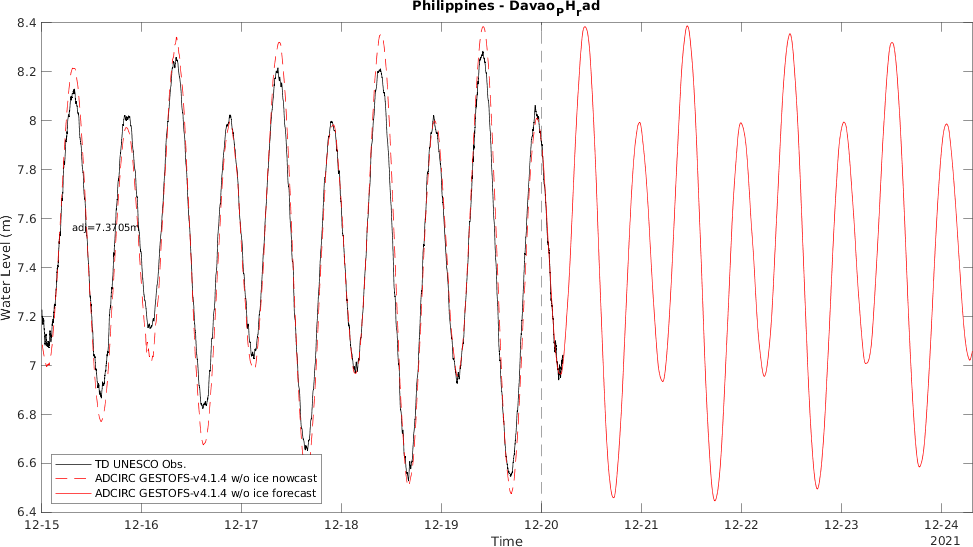 Philippines - Davao_pH_rad
8.4
8.2
8
7.8
7.6
7.4
7.2
7
6.8
6.6
6.4
Water Level (m)
adj=7.3705m
TD UNESCO Obs.
ADCIRC GESTOFS-v4.1.4 w/o ice nowcast
ADCIRC GESTOFS-v4.1.4 w/o ice forecast
12-15 12-16 12-17 12-18 12-19 12-20 12-21 12-22 12-23 12-24
Time
2021